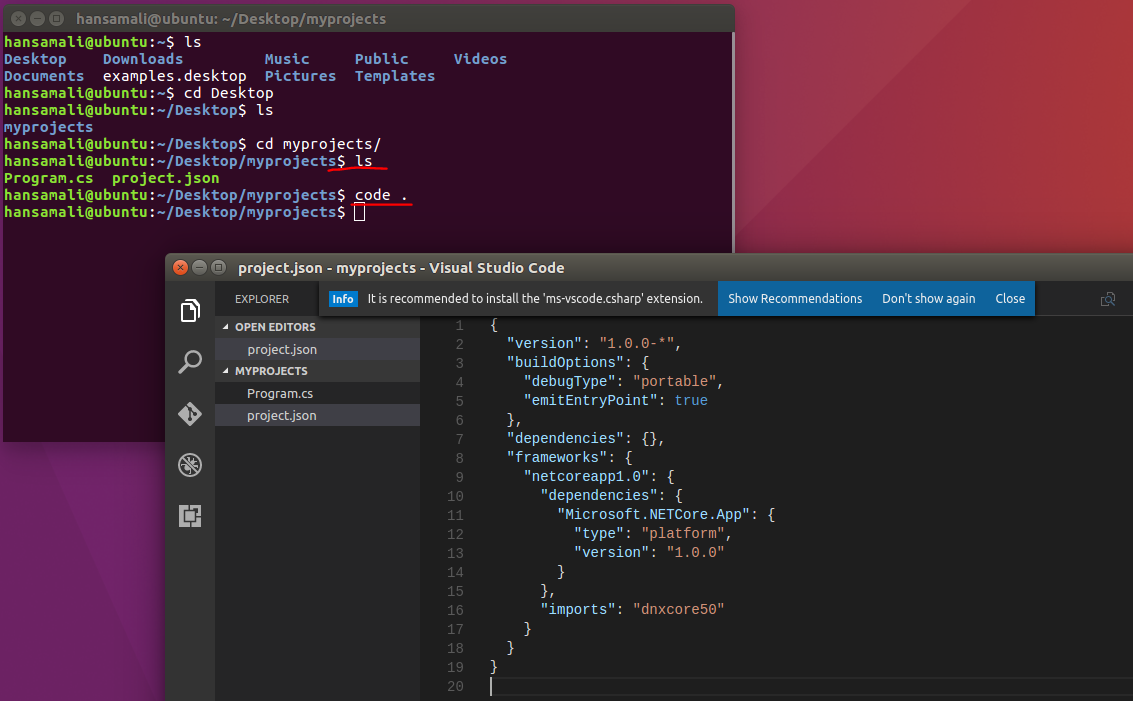 hansamali@ubuntu: ~/Desktop/myprojects
hansamali@ubuntu:~$ ls
Desktop    Downloads         Music     Public     Videos
Documents  examples.desktop  Pictures  Templates
hansamali@ubuntu:~$ cd Desktop
hansamali@ubuntu:~/Desktop$ ls
myprojects
hansamali@ubuntu:~/Desktop$ cd myprojects/
hansamali@ubuntu:~/Desktop/myprojects$ ls
Program.cs  project.json
hansamali@ubuntu:~/Desktop/myprojects$ code .
hansamali@ubuntu:~/Desktop/myprojects$
project.json - myprojects - Visual Studio Code
EXPLORER
Info It is recommended to install the 'ms-vscode.csharp' extension. Show Recommendations Don't show again Close
OPEN EDITORS
project.json
MYPROJECTS
Program.cs
project.json
1 {
2   "version": "1.0.0-*",
3   "buildOptions": {
4     "debugType": "portable",
5     "emitEntryPoint": true
6   },
7   "dependencies": {},
8   "frameworks": {
9     "netcoreapp1.0": {
10       "dependencies": {
11         "Microsoft.NETCore.App": {
12           "type": "platform",
13           "version": "1.0.0"
14         }
15       },
16       "imports": "dnxcore50"
17     }
18   }
19 }
20